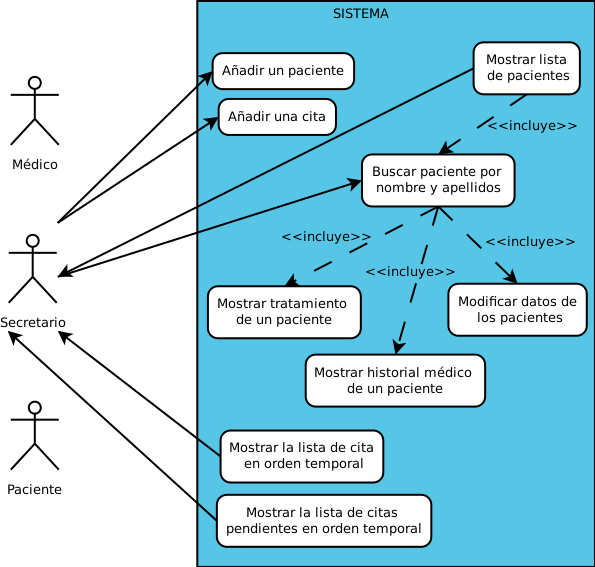 SISTEMA
Mostrar lista
de pacientes
Añadir un paciente
Añadir una cita
<<incluye>>
Médico
Buscar paciente por
nombre y apellidos
<<incluye>>
<<incluye>>
<<incluye>>
Secretario
Mostrar tratamiento
de un paciente
Modificar datos de
los pacientes
Mostrar historial médico
de un paciente
Mostrar la lista de cita
en orden temporal
Paciente
Mostrar la lista de citas
pendientes en orden temporal